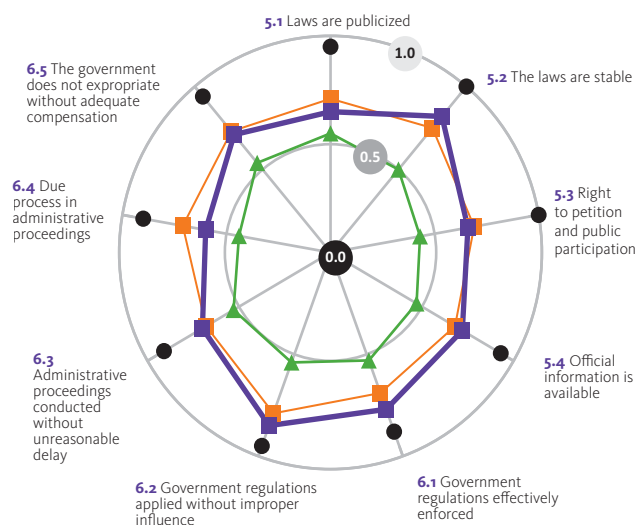 5.1 Laws are publicized
1.0
5.2 The laws are stable
0.5
5.3 Right
to petition
and public
participation
0.0
5.4 Official
information is
available
6.1 Government
regulations effectively
enforced
6.2 Government regulations
applied without improper
influence
6.3
Administrative
proceedings
conducted
without
unreasonable
delay
6.4 Due
process in
administrative
proceedings
6.5 The government
does not expropriate
without adequate
compensation